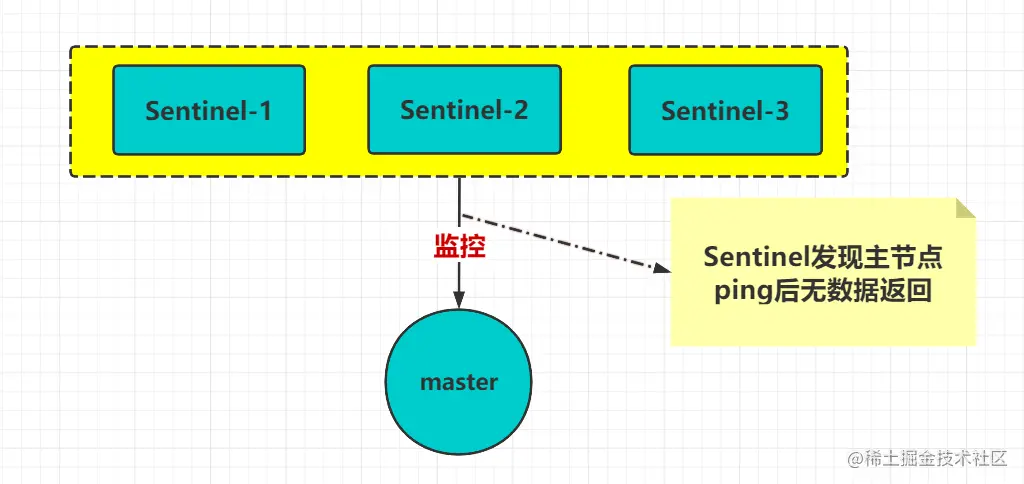 Sentinel-1
Sentinel-2
Sentinel-3
监控
Sentinel发现主节点
ping后无数据返回
master
@稀土掘金技术社区